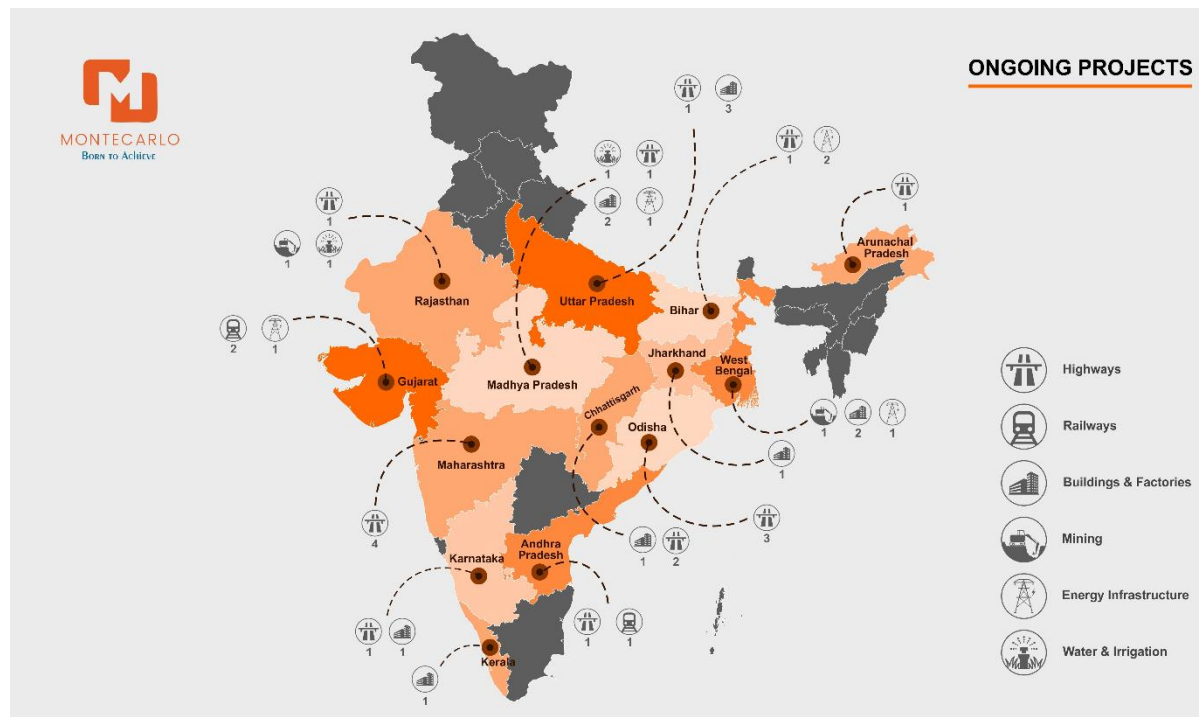 ONGOING PROJECTS
MONTECARLO
BORN TO ACHIEVE
1 3
1 2
1 1
2 1
1
1 1
1
2 1
Arunachal
Pradesh
Rajasthan
Uttar Pradesh
Bihar
Jharkhand
West
Bengal
Gujarat
Madhya Pradesh
Chhattisgarh
Odisha
Maharashtra
1 2 1
1
4
1 2
3
Andhra
Pradesh
Karnataka
1 1
1 1
Kerala
1
Highways
Railways
Buildings & Factories
Mining
Energy Infrastructure
Water & Irrigation